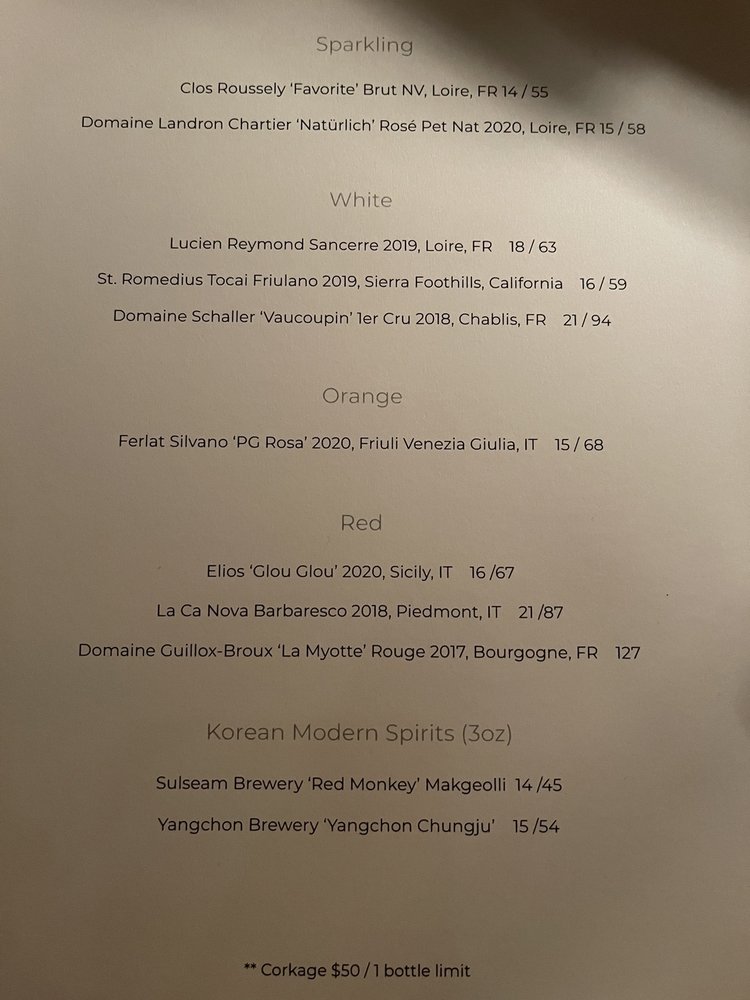 Sparkling
Clos Roussely ‘Favorite’ Brut NV, Loire, FR 14 / 55
Domaine Landron Chartier ‘Natürlich’ Rosé Pet Nat 2020, Loire, FR 15 / 58
White
Lucien Reymond Sancerre 2019, Loire, FR 18 / 63
St. Romedius Tocai Friulano 2019, Sierra Foothills, California 16 / 59
Domaine Schaller ‘Vaucoupin’ 1er Cru 2018, Chablis, FR 21 / 94
Orange
Ferlat Silvano ‘PG Rosa’ 2020, Friuli Venezia Giulia, IT 15 / 68
Red
Elios ‘Glou Glou’ 2020, Sicily, IT 16 /67
La Ca Nova Barbaresco 2018, Piedmont, IT 21 /87
Domaine Guillox-Broux ‘La Myotte’ Rouge 2017, Bourgogne, FR 127
Korean Modern Spirits (3oz)
Sulseam Brewery ‘Red Monkey’ Makgeolli 14 /45
Yangchon Brewery ‘Yangchon Chungju’ 15 /54
** Corkage $50 / 1 bottle limit